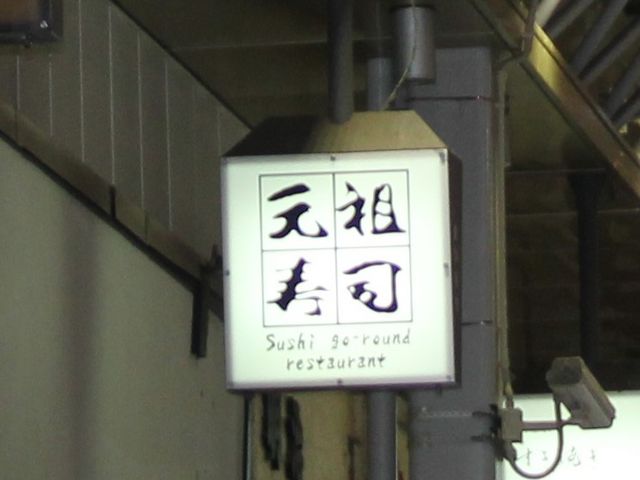 元祖
寿司
Sushi go-round
restaurant